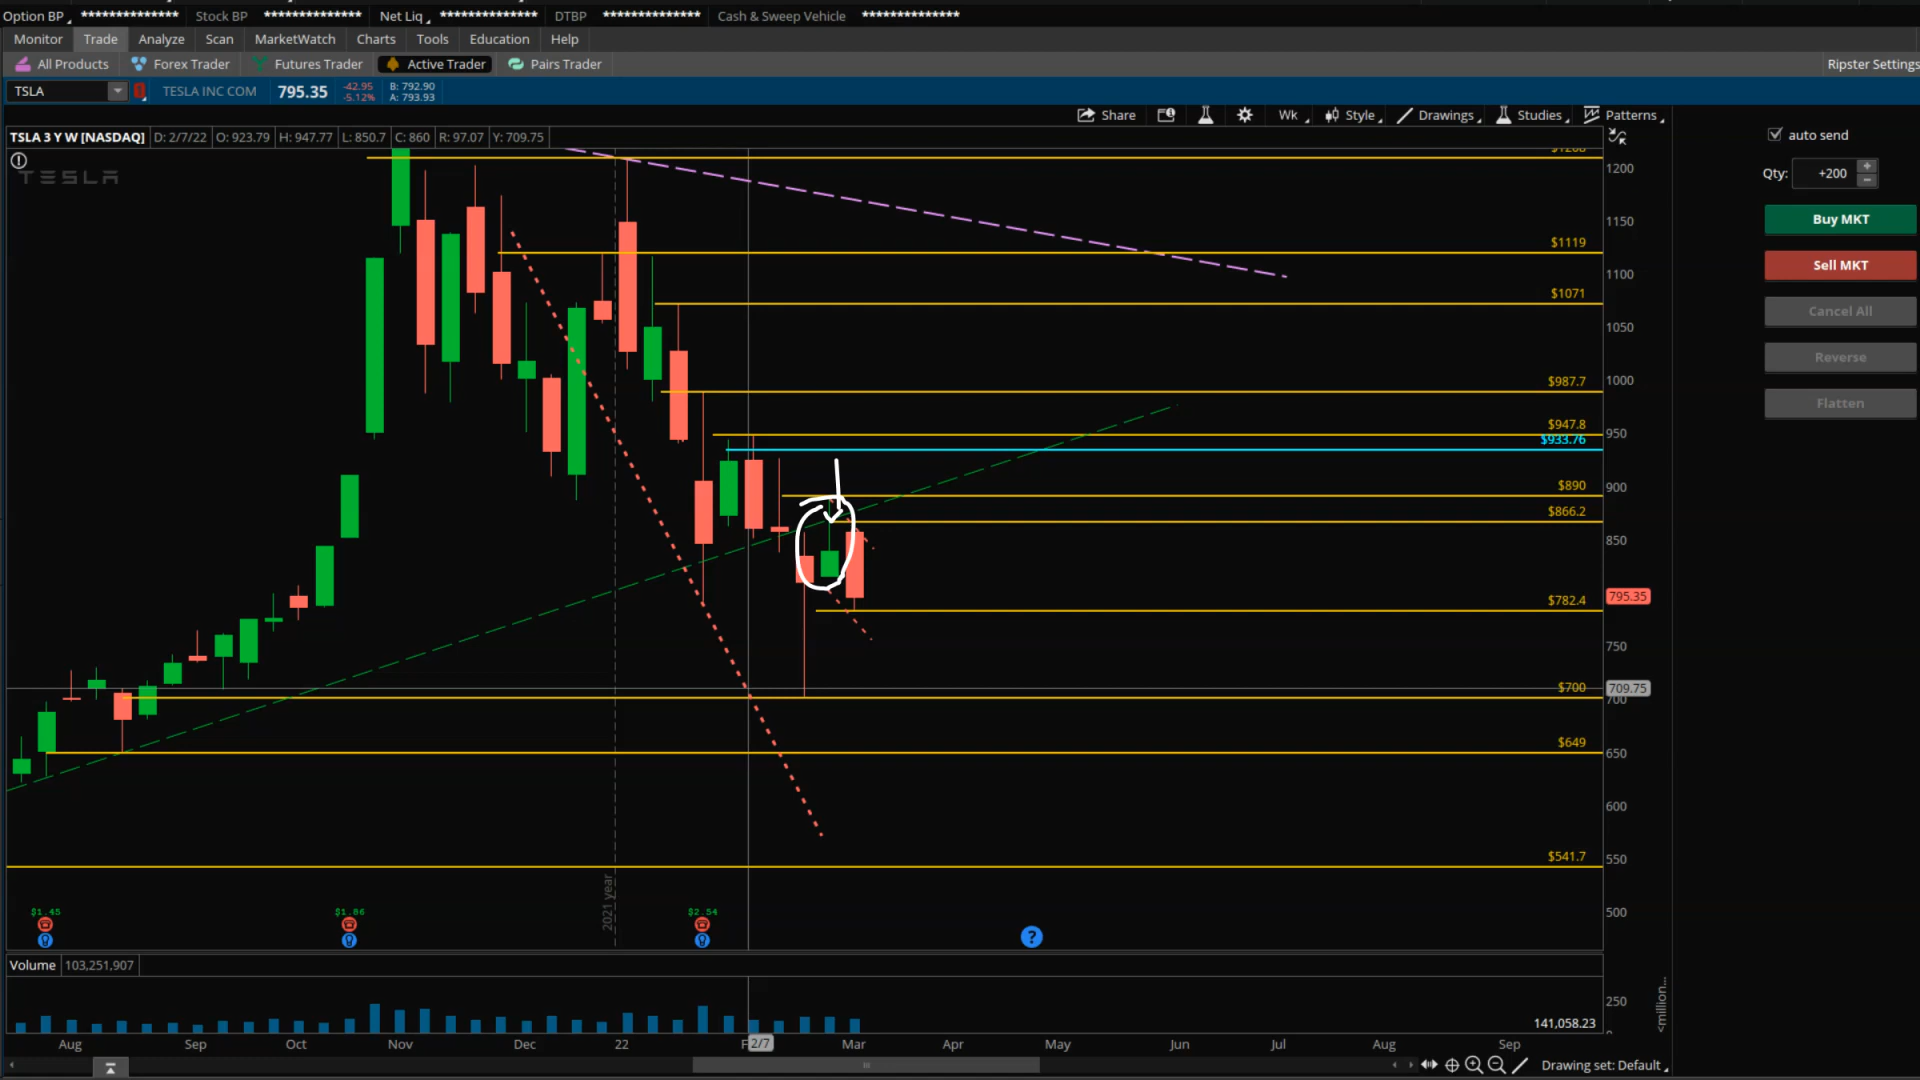 Option BP ************** Stock BP ************** Net Liq ************** DTBP ************** Cash & Sweep Vehicle **************
Monitor Trade Analyze Scan MarketWatch Charts Tools Education Help
All Products Forex Trader Futures Trader Active Trader Pairs Trader Ripster Settings
TSLA TESLA INC COM 795.35 -42.95 -5.12% B: 792.90 A: 793.93
Share Wk Style Drawings Studies Patterns
TSLA 3 Y W [NASDAQ] D: 2/7/22 O: 923.79 H: 947.77 L: 850.7 C: 860 R: 97.07 Y: 709.75
auto send
TESLA
Qty: +200
Buy MKT
Sell MKT
Cancel All
Reverse
Flatten
1200
1150
$1119
1100
$1071
1050
$987.7
1000
$947.8
950
$933.76
$890
900
$866.2
850
$782.4
795.35
750
$700
709.75
700
$649
650
600
$541.7
550
500
2021 year
$1.45 $1.86 $2.54
?
Volume 103,251,907
250
<million...
141,058.23
Aug Sep Oct Nov Dec 22 2/7 Mar Apr May Jun Jul Aug Sep
Drawing set: Default